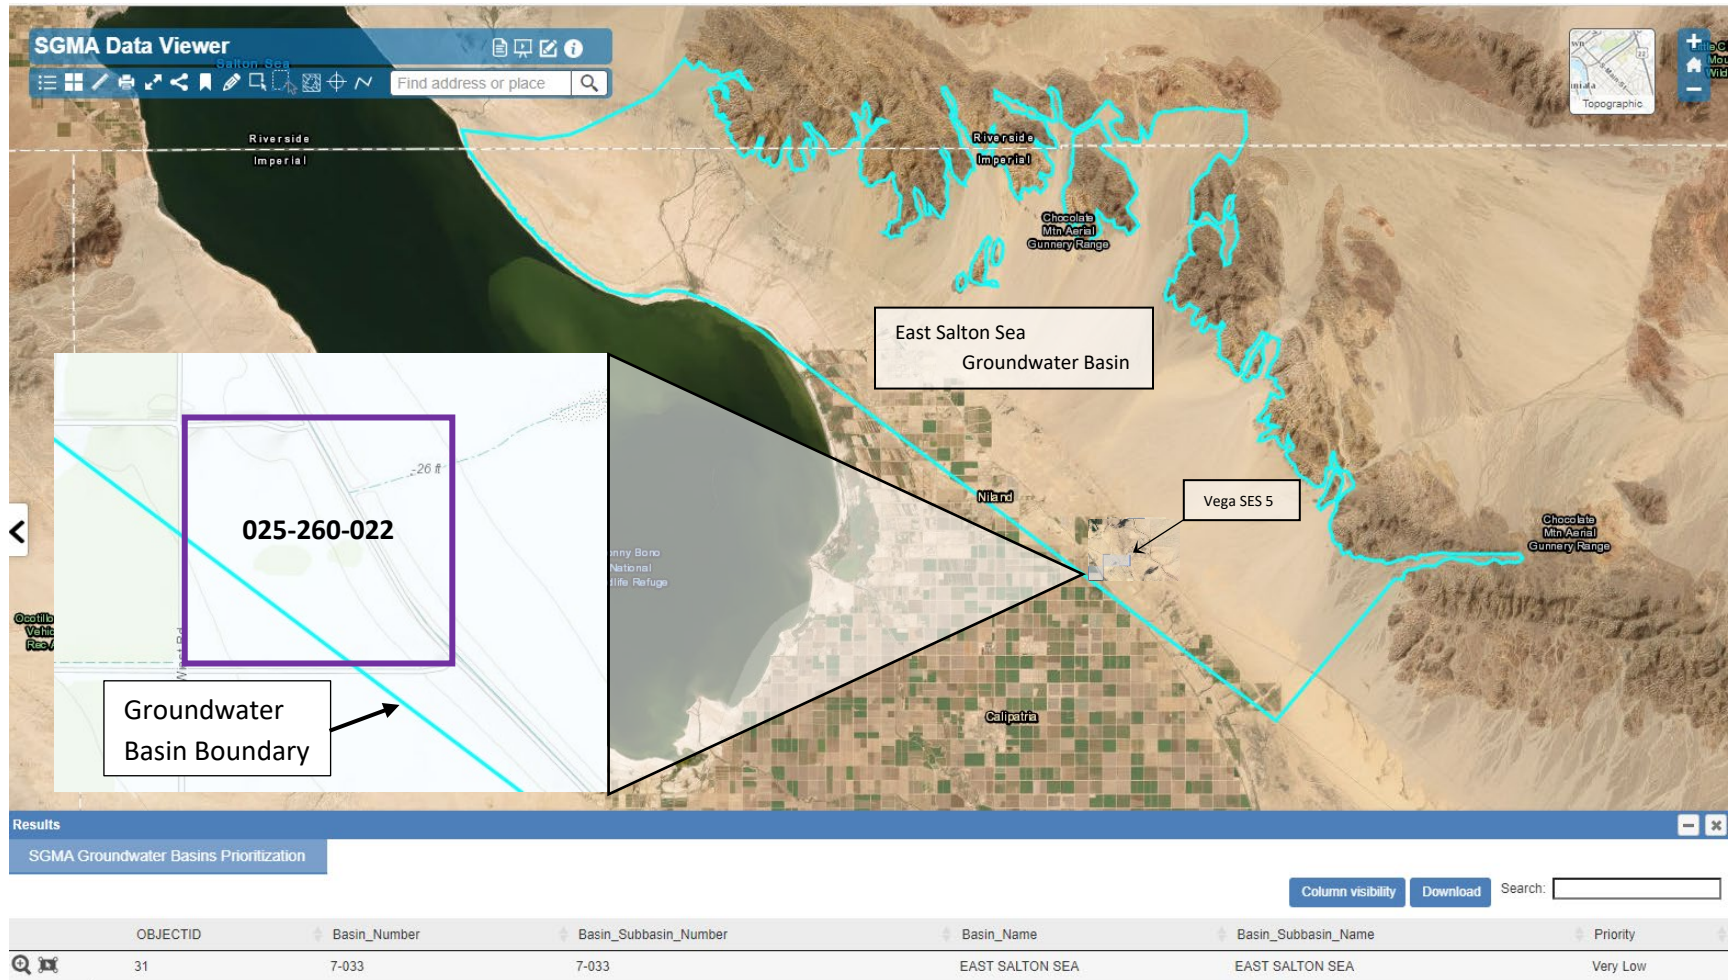 SGMA Data Viewer
Salton Sea
Find address or place
Riverside
Imperial
Riverside
Imperial
Topographic
Chocolate
Mtn Aerial
Gunnery Range
East Salton Sea
Groundwater Basin
-26 ft
025-260-022
Niland
Vega SES 5
Chocolate
Mtn Aerial
Gunnery Range
National
Calipatria
Groundwater
Basin Boundary
Results
SGMA Groundwater Basins Prioritization
Column visibility
Download
Search:
OBJECTID Basin_Number Basin_Subbasin_Number Basin_Name Basin_Subbasin_Name Priority
31 7-033 7-033 EAST SALTON SEA EAST SALTON SEA Very Low